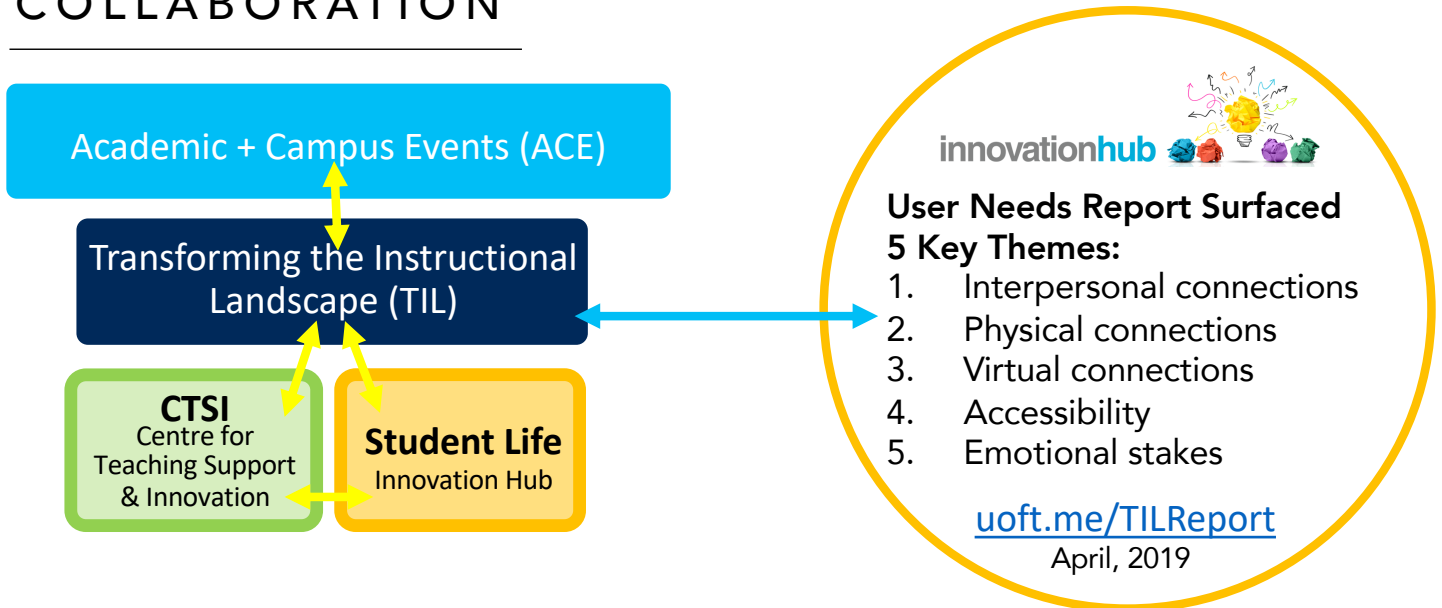 COLLABORATION
Academic + Campus Events (ACE)
Transforming the Instructional
Landscape (TIL)
CTSI
Centre for
Teaching Support
& Innovation
Student Life
Innovation Hub
innovationhub
User Needs Report Surfaced
5 Key Themes:
1. Interpersonal connections
2. Physical connections
3. Virtual connections
4. Accessibility
5. Emotional stakes
uoft.me/TILReport
April, 2019